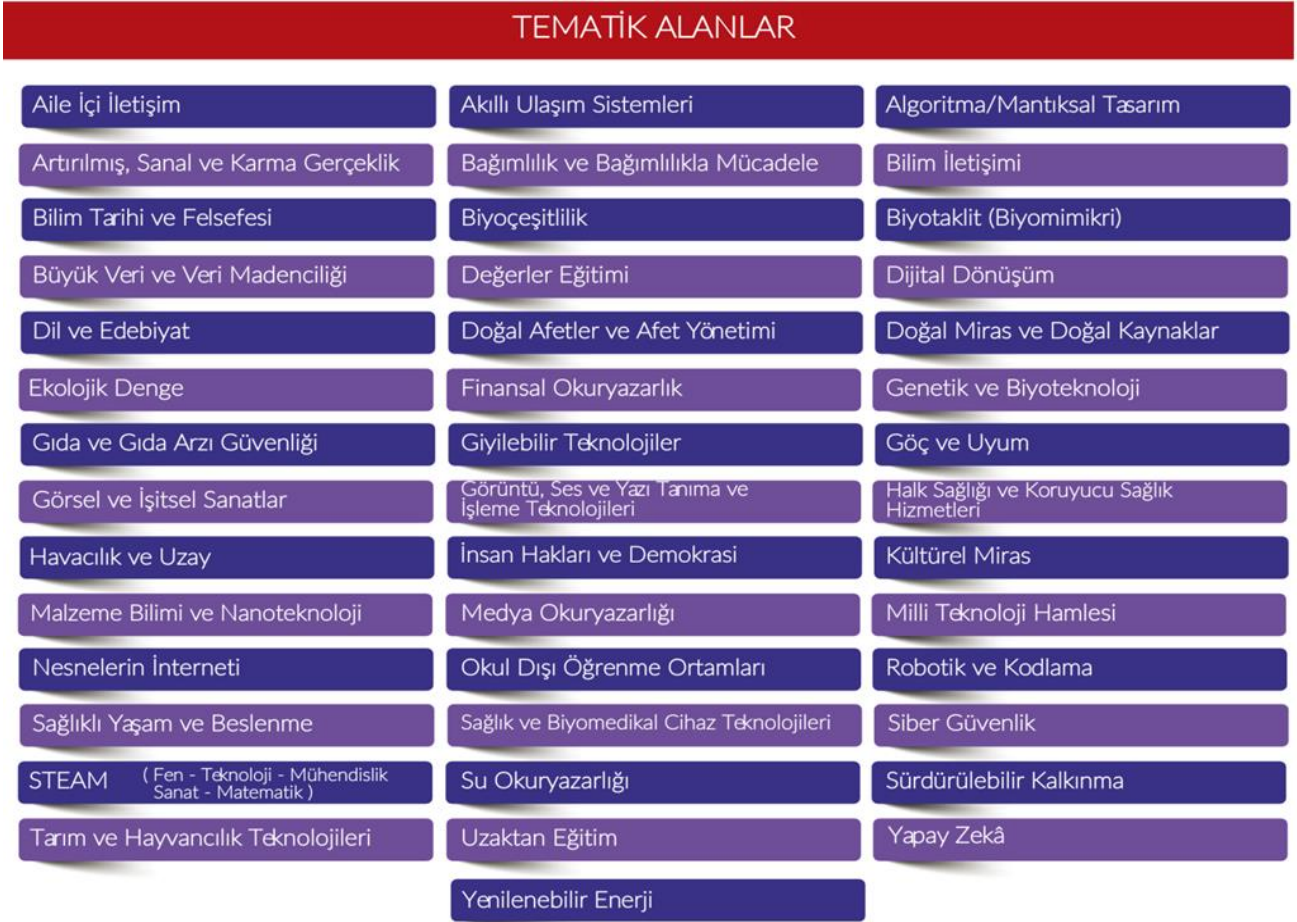 TEMATİK ALANLAR
Aile İçi İletişim
Akıllı Ulaşım Sistemleri
Algoritma/Mantıksal Tasarım
Artırılmış, Sanal ve Karma Gerçeklik
Bağımlılık ve Bağımlılıkla Mücadele
Bilim İletişimi
Bilim Tarihi ve Felsefesi
Biyoçeşitlilik
Biyotaklit (Biyomimikri)
Büyük Veri ve Veri Madenciliği
Değerler Eğitimi
Dijital Dönüşüm
Dil ve Edebiyat
Doğal Afetler ve Afet Yönetimi
Doğal Miras ve Doğal Kaynaklar
Ekolojik Denge
Finansal Okuryazarlık
Genetik ve Biyoteknoloji
Gıda ve Gıda Arzı Güvenliği
Giyilebilir Teknolojiler
Göç ve Uyum
Görsel ve İşitsel Sanatlar
Görüntü, Ses ve Yazı Tanıma ve
İşleme Teknolojileri
Halk Sağlığı ve Koruyucu Sağlık
Hizmetleri
Havacılık ve Uzay
İnsan Hakları ve Demokrasi
Kültürel Miras
Malzeme Bilimi ve Nanoteknoloji
Medya Okuryazarlığı
Milli Teknoloji Hamlesi
Nesnelerin İnterneti
Okul Dışı Öğrenme Ortamları
Robotik ve Kodlama
Sağlıklı Yaşam ve Beslenme
Sağlık ve Biyomedikal Cihaz Teknolojileri
Siber Güvenlik
STEAM ( Fen - Teknoloji - Mühendislik
Sanat - Matematik )
Su Okuryazarlığı
Sürdürülebilir Kalkınma
Tarım ve Hayvancılık Teknolojileri
Uzaktan Eğitim
Yapay Zekâ
Yenilenebilir Enerji